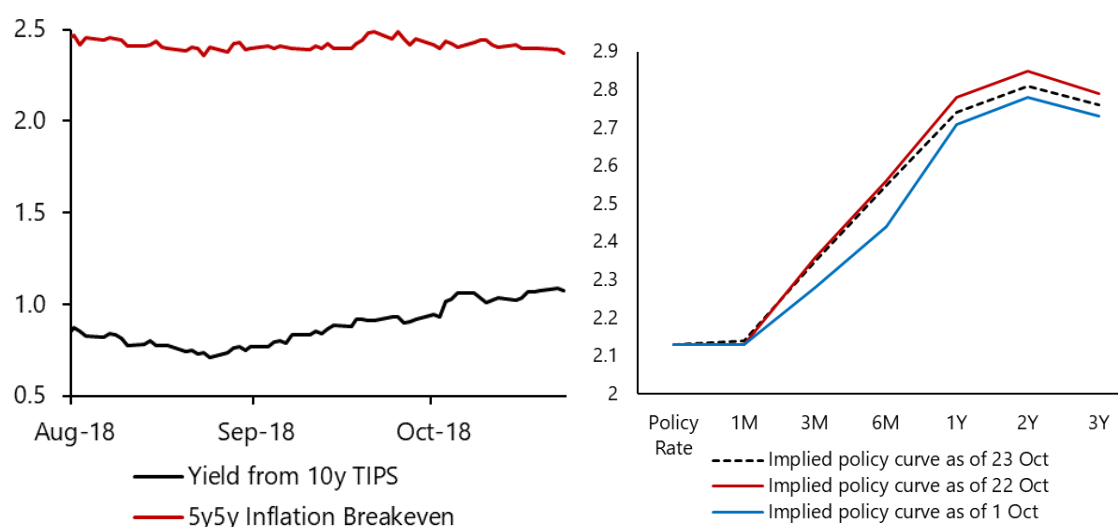 2.5
2.0
1.5
1.0
0.5
Aug-18 Sep-18 Oct-18
Yield from 10y TIPS
5y5y Inflation Breakeven
2.9
2.8
2.7
2.6
2.5
2.4
2.3
2.2
2.1
2
Policy Rate 1M 3M 6M 1Y 2Y 3Y
Implied policy curve as of 23 Oct
Implied policy curve as of 22 Oct
Implied policy curve as of 1 Oct